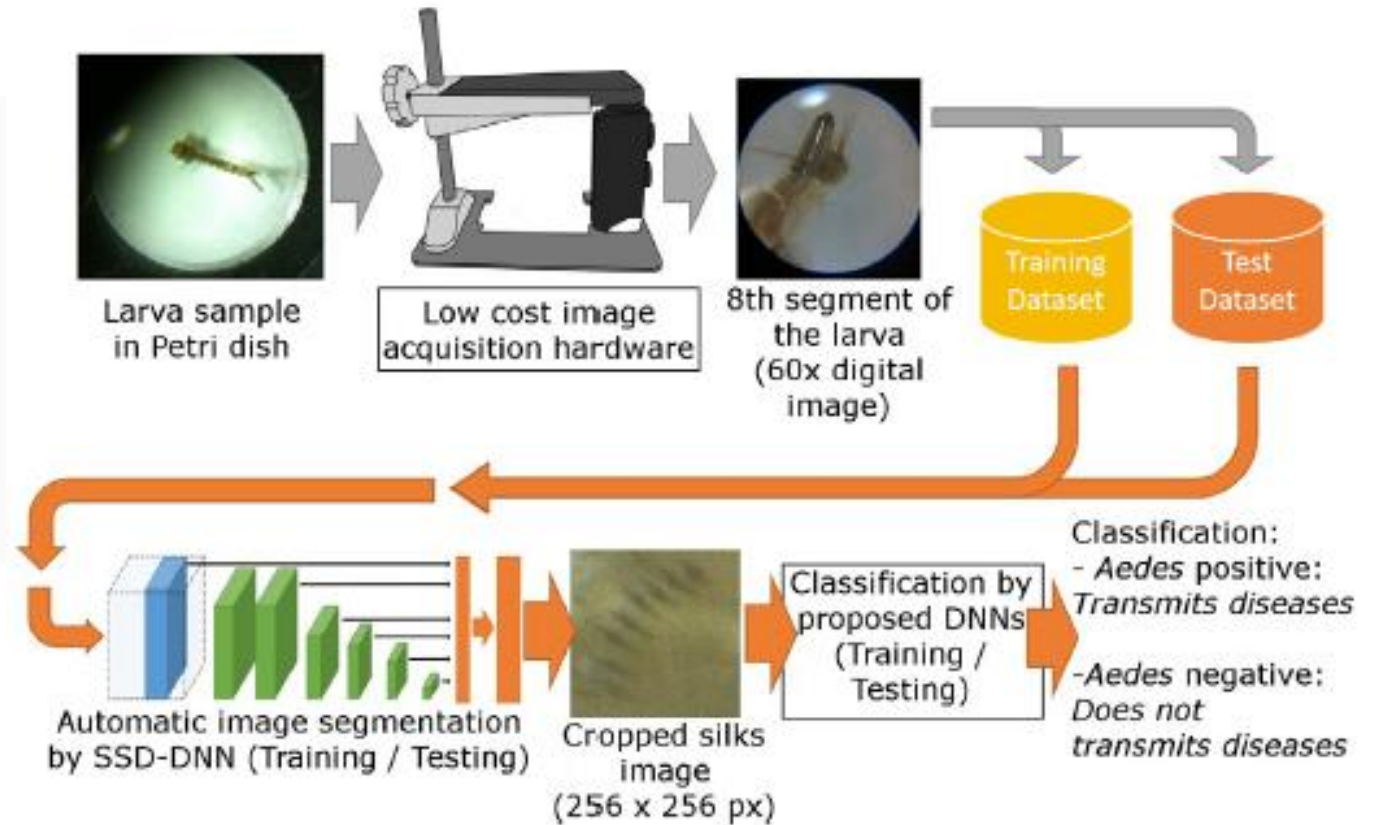 Larva sample
in Petri dish
Low cost image
acquisition hardware
8th segment of
the larva
(60x digital
image)
Training
Dataset
Test
Dataset
Automatic image segmentation
by SSD-DNN (Training / Testing)
Cropped silks
image
(256 x 256 px)
Classification by
proposed DNNs
(Training /
Testing)
Classification:
- Aedes positive:
Transmits diseases
-Aedes negative:
Does not
transmits diseases